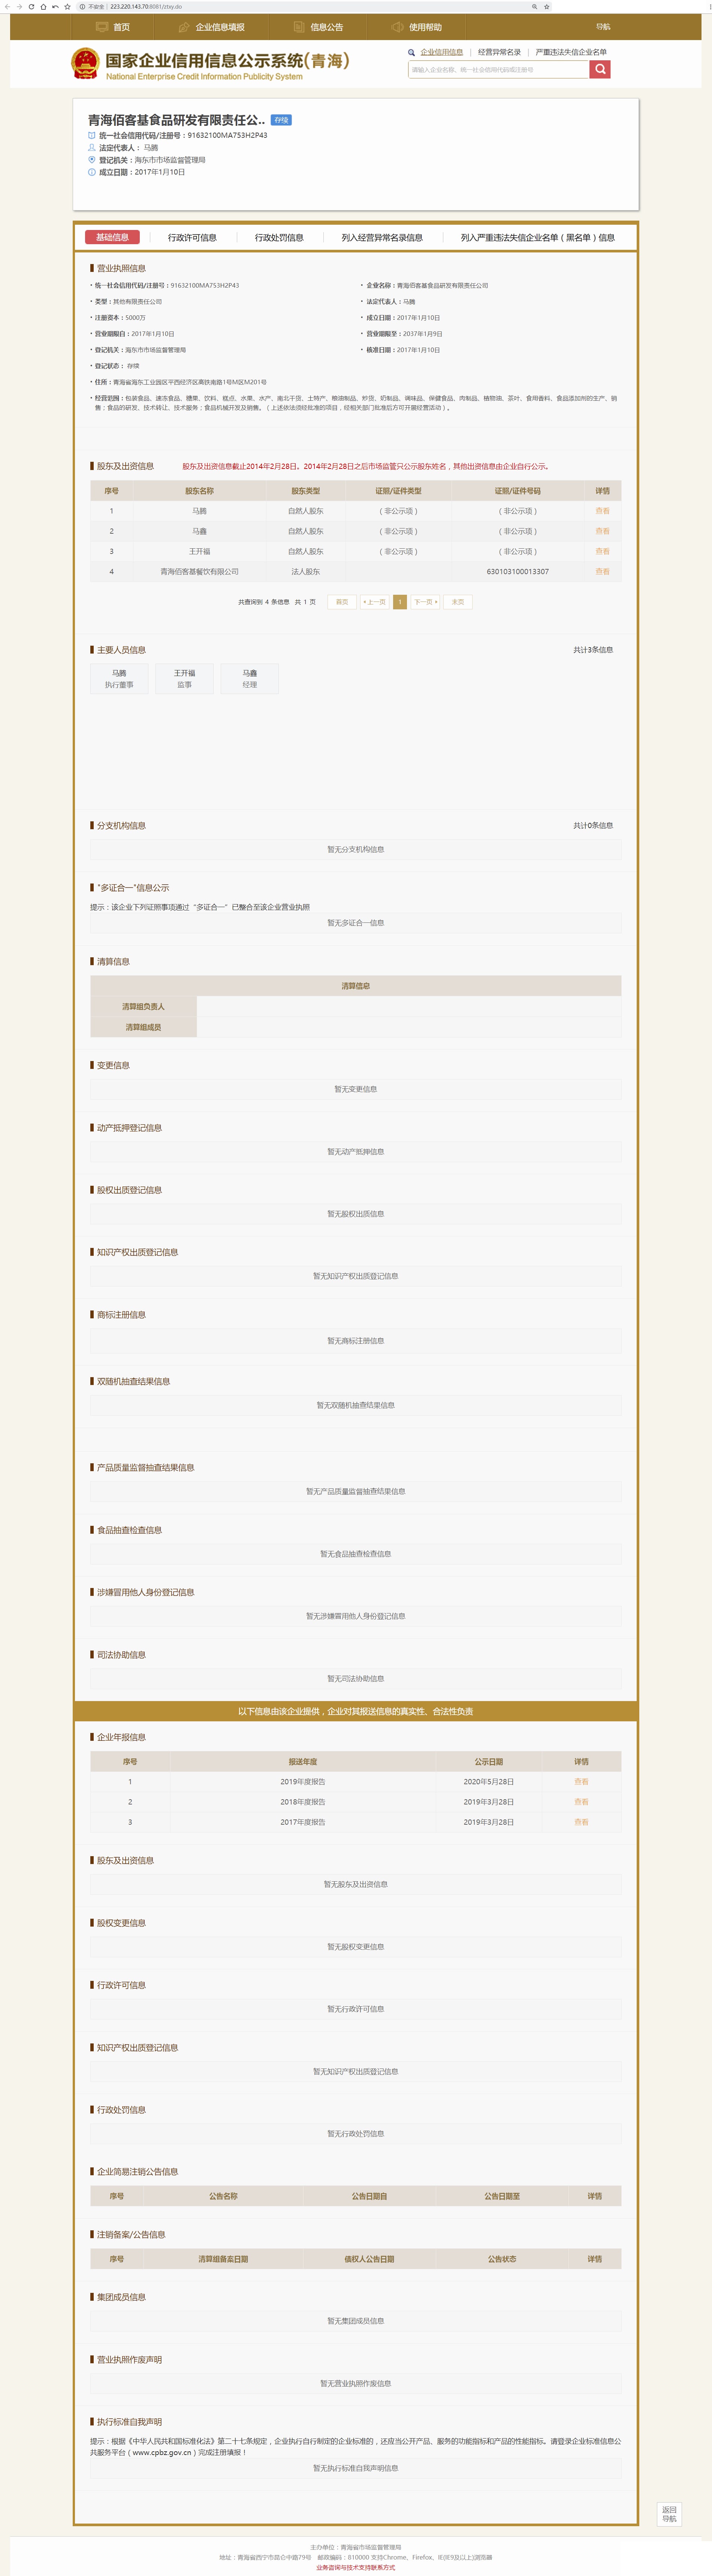 不安全 | 223.220.143.70:8081/ztxy.do
首页 企业信息填报 信息公告 使用帮助 导航
国家企业信用信息公示系统(青海)
National Enterprise Credit Information Publicity System
企业信用信息 | 经营异常名录 | 严重违法失信企业名单
请输入企业名称、统一社会信用代码或注册号
青海佰客基食品研发有限责任公.. 存续
统一社会信用代码/注册号：91632100MA753H2P43
法定代表人： 马腾
登记机关：海东市市场监督管理局
成立日期：2017年1月10日
基础信息 行政许可信息 行政处罚信息 列入经营异常名录信息 列入严重违法失信企业名单（黑名单）信息
营业执照信息
· 统一社会信用代码/注册号：91632100MA753H2P43 · 企业名称：青海佰客基食品研发有限责任公司
· 类型：其他有限责任公司 · 法定代表人：马腾
· 注册资本：5000万 · 成立日期：2017年1月10日
· 营业期限自：2017年1月10日 · 营业期限至：2037年1月9日
· 登记机关：海东市市场监督管理局 · 核准日期：2017年1月10日
· 登记状态： 存续
· 住所：青海省海东工业园区平西经济区高铁南路1号M区M201号
· 经营范围：包装食品、速冻食品、糖果、饮料、糕点、水果、水产、南北干货、土特产、粮油制品、炒货、奶制品、调味品、保健食品、肉制品、植物油、茶叶、食用香料、食品添加剂的生产、销
售；食品的研发、技术转让、技术服务；食品机械开发及销售。（上述依法须经批准的项目，经相关部门批准后方可开展经营活动）。
股东及出资信息 股东及出资信息截止2014年2月28日。2014年2月28日之后市场监管只公示股东姓名，其他出资信息由企业自行公示。
序号 股东名称 股东类型 证照/证件类型 证照/证件号码 详情
1 马腾 自然人股东 （非公示项） （非公示项） 查看
2 马鑫 自然人股东 （非公示项） （非公示项） 查看
3 王开福 自然人股东 （非公示项） （非公示项） 查看
4 青海佰客基餐饮有限公司 法人股东 630103100013307 查看
共查询到 4 条信息 共 1 页 首页 上一页 1 下一页 末页
主要人员信息 共计3条信息
马腾 王开福 马鑫
执行董事 监事 经理
分支机构信息 共计0条信息
暂无分支机构信息
"多证合一"信息公示
提示：该企业下列证照事项通过“多证合一”已整合至该企业营业执照
暂无多证合一信息
清算信息
清算信息
清算组负责人
清算组成员
变更信息
暂无变更信息
动产抵押登记信息
暂无动产抵押信息
股权出质登记信息
暂无股权出质信息
知识产权出质登记信息
暂无知识产权出质登记信息
商标注册信息
暂无商标注册信息
双随机抽查结果信息
暂无双随机抽查结果信息
产品质量监督抽查结果信息
暂无产品质量监督抽查结果信息
食品抽查检查信息
暂无食品抽查检查信息
涉嫌冒用他人身份登记信息
暂无涉嫌冒用他人身份登记信息
司法协助信息
暂无司法协助信息
以下信息由该企业提供，企业对其报送信息的真实性、合法性负责
企业年报信息
序号 报送年度 公示日期 详情
1 2019年度报告 2020年5月28日 查看
2 2018年度报告 2019年3月28日 查看
3 2017年度报告 2019年3月28日 查看
股东及出资信息
暂无股东及出资信息
股权变更信息
暂无股权变更信息
行政许可信息
暂无行政许可信息
知识产权出质登记信息
暂无知识产权出质登记信息
行政处罚信息
暂无行政处罚信息
企业简易注销公告信息
序号 公告名称 公告日期自 公告日期至 详情
注销备案/公告信息
序号 清算组备案日期 债权人公告日期 公告状态 详情
集团成员信息
暂无集团成员信息
营业执照作废声明
暂无营业执照作废信息
执行标准自我声明
提示：根据《中华人民共和国标准化法》第二十七条规定，企业执行自行制定的企业标准的，还应当公开产品、服务的功能指标和产品的性能指标。请登录企业标准信息公
共服务平台（www.cpbz.gov.cn）完成注册填报！
暂无执行标准自我声明信息
返回
导航
主办单位：青海省市场监督管理局
地址：青海省西宁市昆仑中路79号 邮政编码：810000 支持Chrome、Firefox、IE(IE9及以上)浏览器
业务咨询与技术支持联系方式